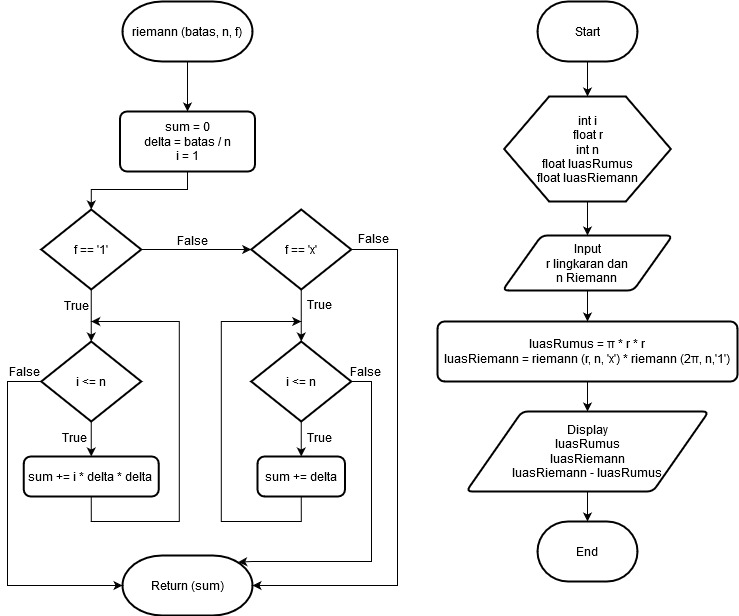 riemann (batas, n, f)
sum = 0
delta = batas / n
i = 1
f == '1'
False
f == 'x'
False
True
True
False
i <= n
i <= n
False
True
True
sum += i * delta * delta
sum += delta
Return (sum)
Start
int i
float r
int n
float luasRumus
float luasRiemann
Input
r lingkaran dan
n Riemann
luasRumus = π * r * r
luasRiemann = riemann (r, n, 'x') * riemann (2π, n,'1')
Display
luasRumus
luasRiemann
luasRiemann - luasRumus
End